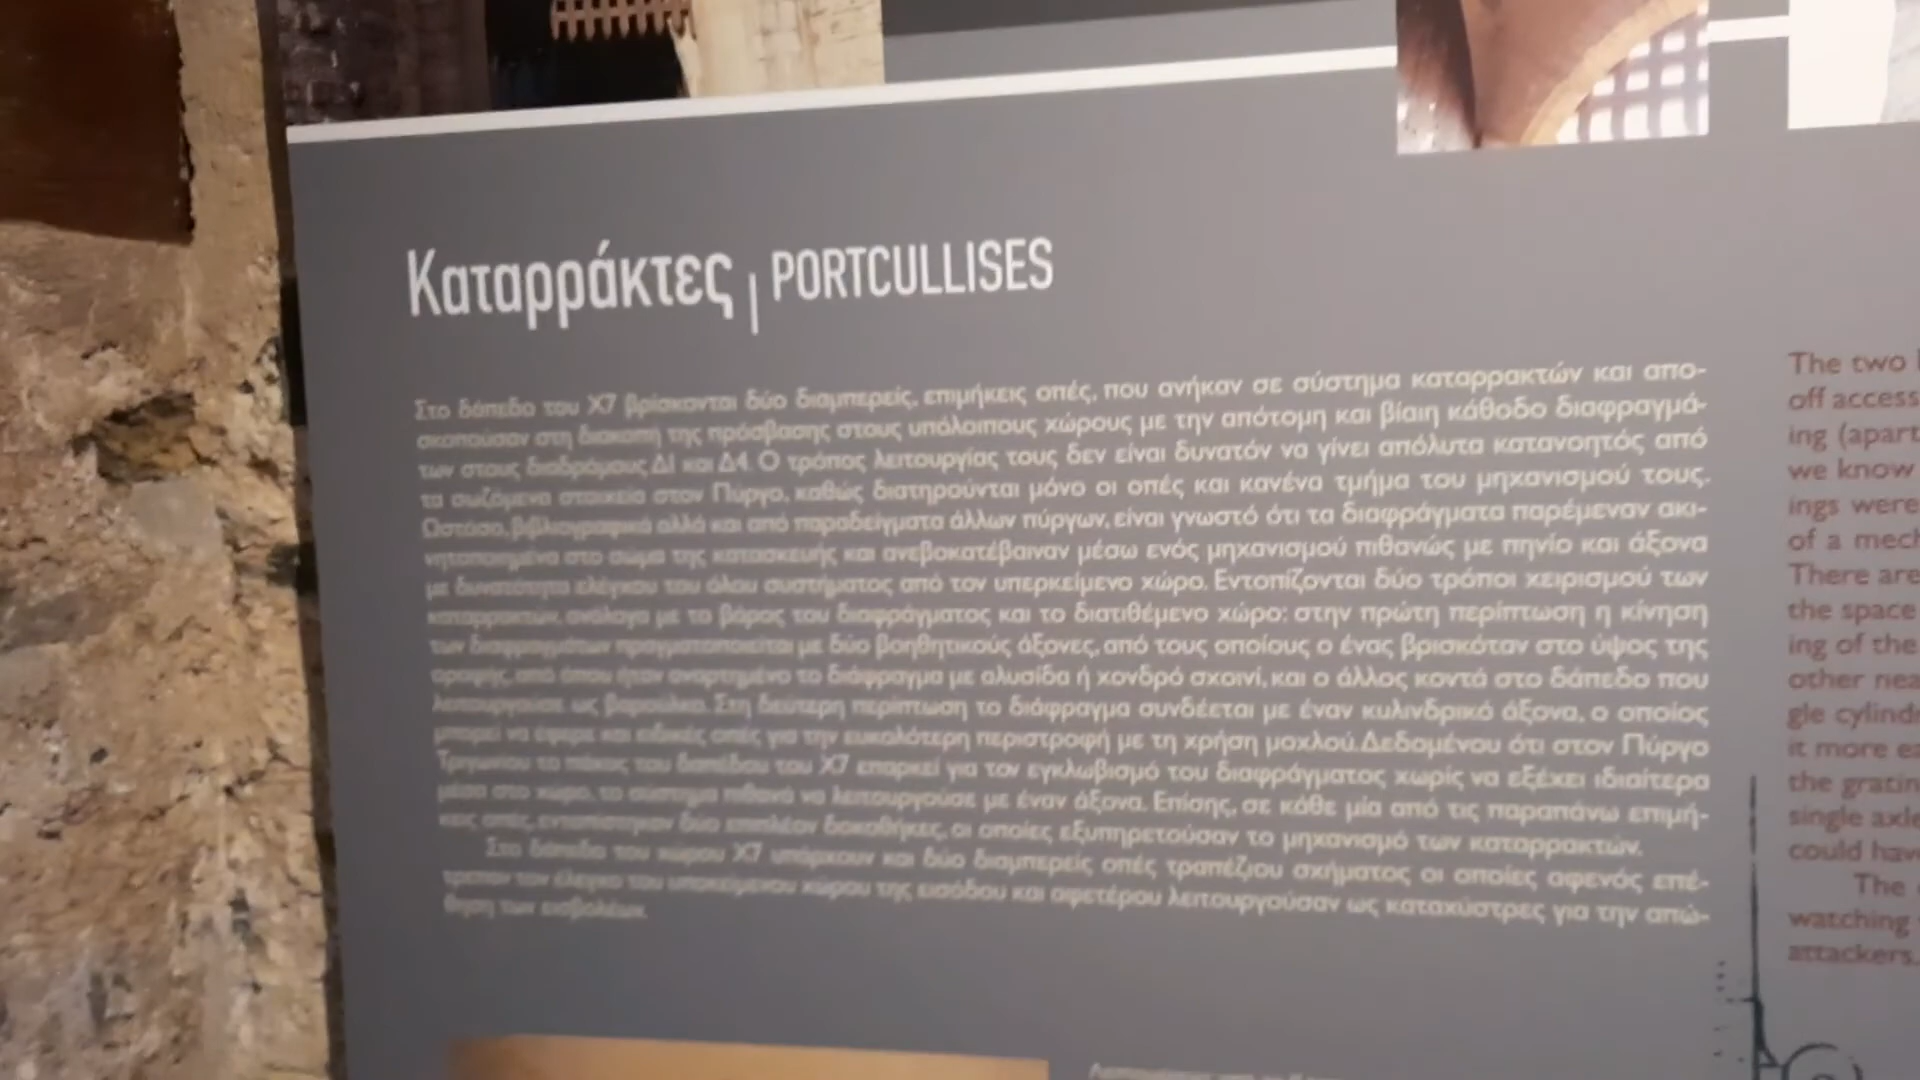 Καταρράκτες | PORTCULLISES
Στο δάπεδο του Χ7 βρίσκονται δύο διαμπερείς, επιμήκεις οπές, που ανήκαν σε σύστημα καταρρακτών και απο-
σκοπούσαν στη διακοπή της πρόσβασης στους υπόλοιπους χώρους με την απότομη και βίαιη κάθοδο διαφραγμά-
των στους διαδρόμους Δ1 και Δ4. Ο τρόπος λειτουργίας τους δεν είναι δυνατόν να γίνει απόλυτα κατανοητός από
τα σωζόμενα στοιχεία στον Πύργο, καθώς διατηρούνται μόνο οι οπές και κανένα τμήμα του μηχανισμού τους.
Ωστόσο, βιβλιογραφικά αλλά και από παραδείγματα άλλων πύργων, είναι γνωστό ότι τα διαφράγματα παρέμεναν ακι-
νητοποιημένα στο σώμα της κατασκευής και ανεβοκατέβαιναν μέσω ενός μηχανισμού πιθανώς με πηνίο και άξονα
με δυνατότητα ελέγχου του όλου συστήματος από τον υπερκείμενο χώρο. Εντοπίζονται δύο τρόποι χειρισμού των
καταρρακτών, ανάλογα με το βάρος του διαφράγματος και το διατιθέμενο χώρο: στην πρώτη περίπτωση η κίνηση
των διαφραγμάτων πραγματοποιείται με δύο βοηθητικούς άξονες, από τους οποίους ο ένας βρισκόταν στο ύψος της
οροφής, από όπου ήταν αναρτημένο το διάφραγμα με αλυσίδα ή χονδρό σχοινί, και ο άλλος κοντά στο δάπεδο που
λειτουργούσε ως βαρούλκο. Στη δεύτερη περίπτωση το διάφραγμα συνδέεται με έναν κυλινδρικό άξονα, ο οποίος
μπορεί να έφερε και ειδικές οπές για την ευκολότερη περιστροφή με τη χρήση μοχλού. Δεδομένου ότι στον Πύργο
Τριγωνίου το πάχος του δαπέδου του Χ7 επαρκεί για τον εγκλωβισμό του διαφράγματος χωρίς να εξέχει ιδιαίτερα
μέσα στο χώρο, το σύστημα πιθανό να λειτουργούσε με έναν άξονα. Επίσης, σε κάθε μία από τις παραπάνω επιμή-
κεις οπές, εντοπίστηκαν δύο επιπλέον δοκοθήκες, οι οποίες εξυπηρετούσαν το μηχανισμό των καταρρακτών.
Στο δάπεδο του χώρου Χ7 υπάρχουν και δύο διαμπερείς οπές τραπέζιου σχήματος οι οποίες αφενός επέ-
τρεπαν τον έλεγχο του υποκείμενου χώρου της εισόδου και αφετέρου λειτουργούσαν ως καταχύστρες για την απώ-
θηση των εισβολέων.
The two
off access
ing (apart
we know
ings were
of a mech
There are
the space
ing of the
other nea
gle cylind
it more ea
the gratin
single axle
could have
The
watching
attackers.